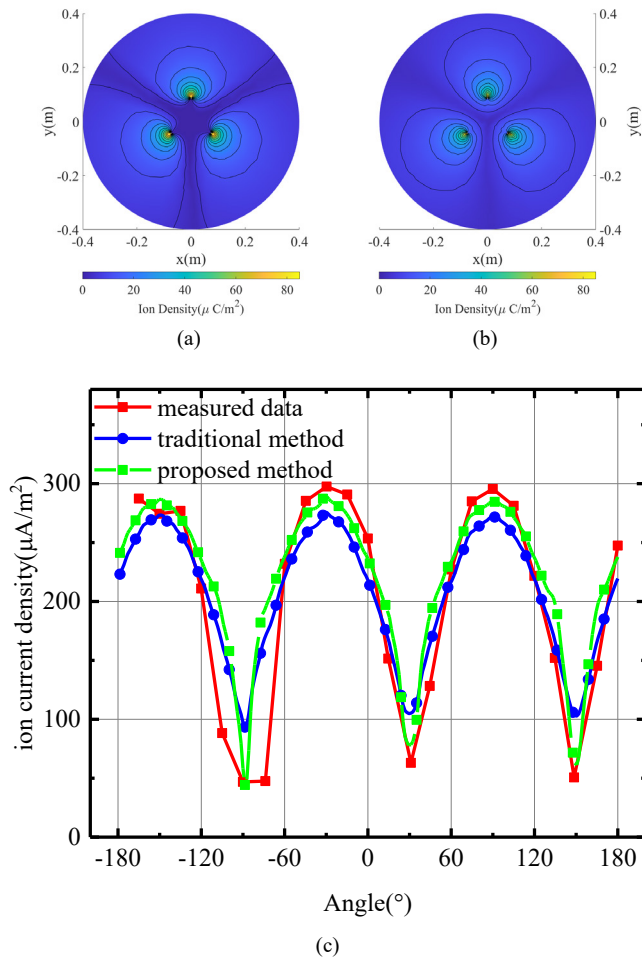 0.4
0.2
0
-0.2
-0.4
y(m)
-0.4 -0.2 0 0.2 0.4
x(m)
0 20 40 60 80
Ion Density(μ C/m²)
(a)
0.4
0.2
0
-0.2
-0.4
y(m)
-0.4 -0.2 0 0.2 0.4
x(m)
0 20 40 60 80
Ion Density(μ C/m²)
(b)
measured data
traditional method
proposed method
ion current density(μA/m²)
300
200
100
0
-180 -120 -60 0 60 120 180
Angle(°)
(c)